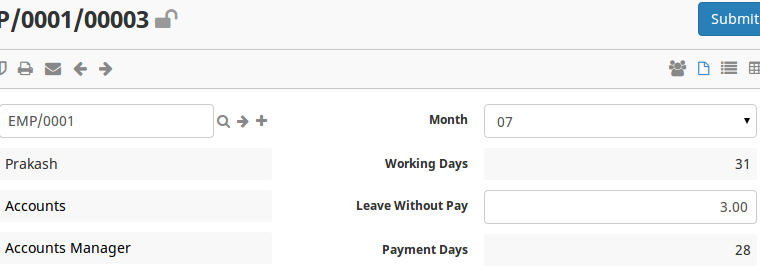 P/0001/00003 Submit
EMP/0001 Month 07
Prakash Working Days 31
Accounts Leave Without Pay 3.00
Accounts Manager Payment Days 28